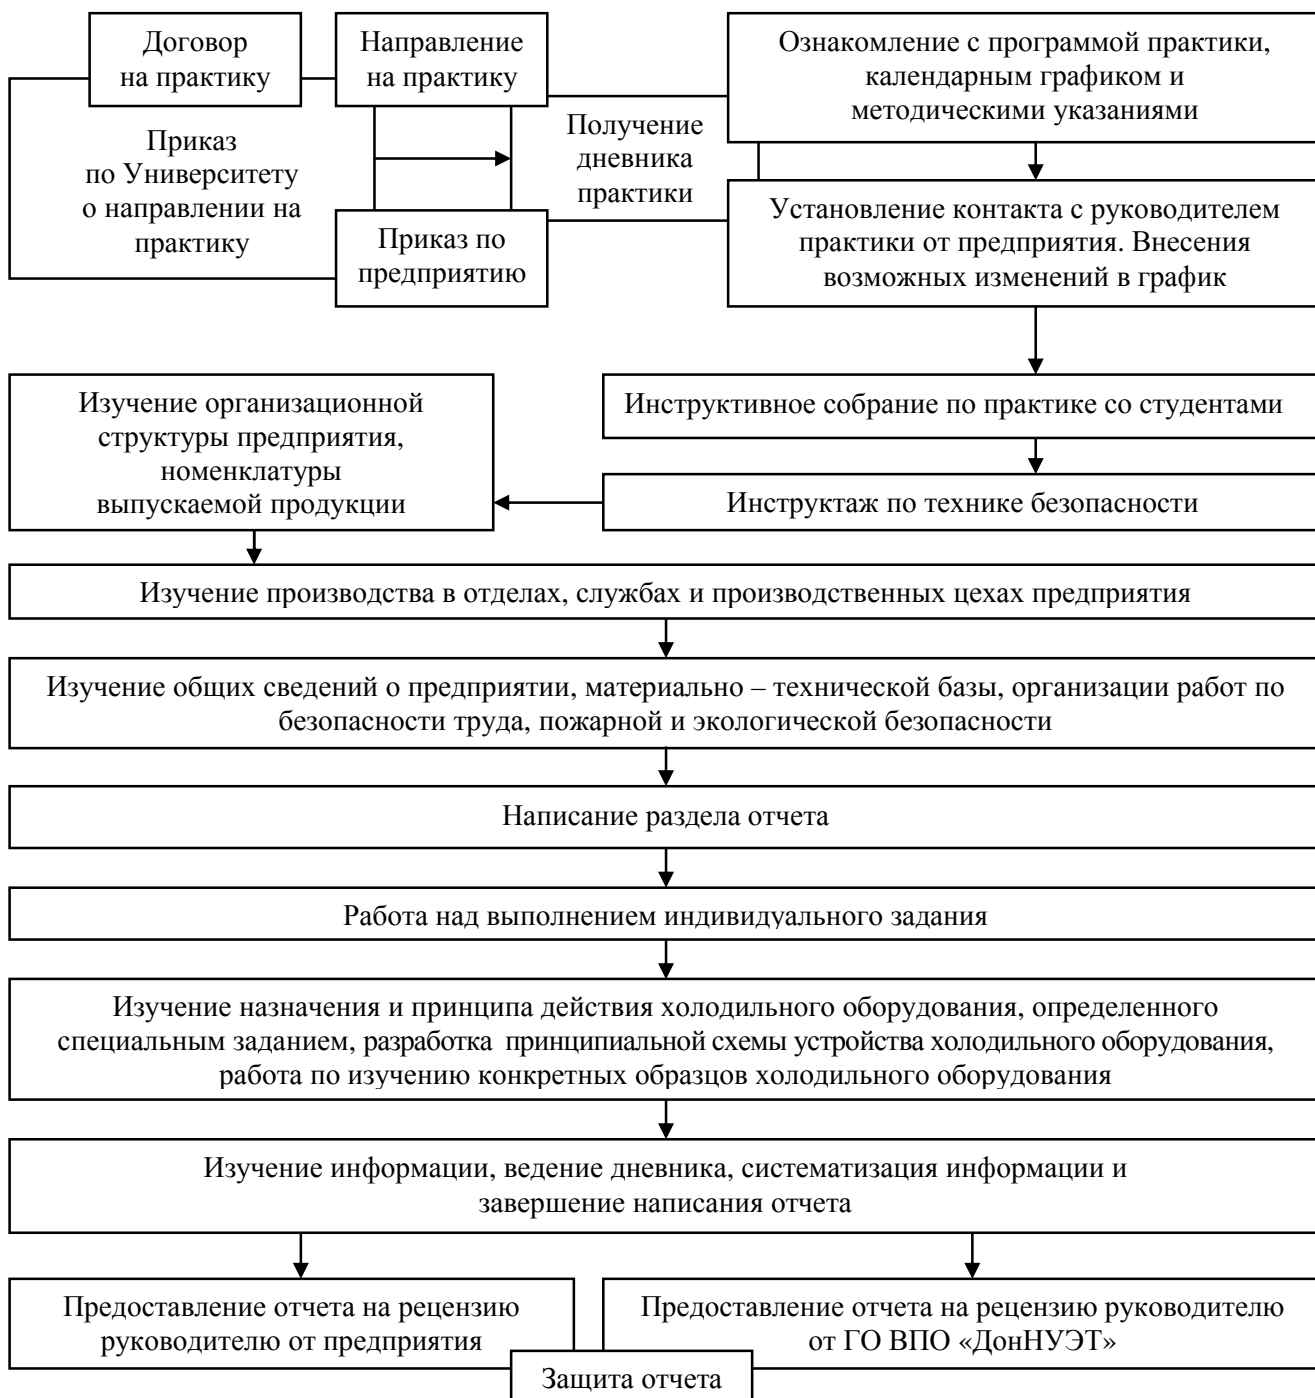 Договор
на практику
Направление
на практику
Приказ
по Университету
о направлении на
практику
Приказ по
предприятию
Получение
дневника
практики
Ознакомление с программой практики,
календарным графиком и
методическими указаниями
Установление контакта с руководителем
практики от предприятия. Внесения
возможных изменений в график
Инструктивное собрание по практике со студентами
Инструктаж по технике безопасности
Изучение организационной
структуры предприятия,
номенклатуры
выпускаемой продукции
Изучение производства в отделах, службах и производственных цехах предприятия
Изучение общих сведений о предприятии, материально – технической базы, организации работ по
безопасности труда, пожарной и экологической безопасности
Написание раздела отчета
Работа над выполнением индивидуального задания
Изучение назначения и принципа действия холодильного оборудования, определенного
специальным заданием, разработка принципиальной схемы устройства холодильного оборудования,
работа по изучению конкретных образцов холодильного оборудования
Изучение информации, ведение дневника, систематизация информации и
завершение написания отчета
Предоставление отчета на рецензию
руководителю от предприятия
Предоставление отчета на рецензию руководителю
от ГО ВПО «ДонНУЭТ»
Защита отчета